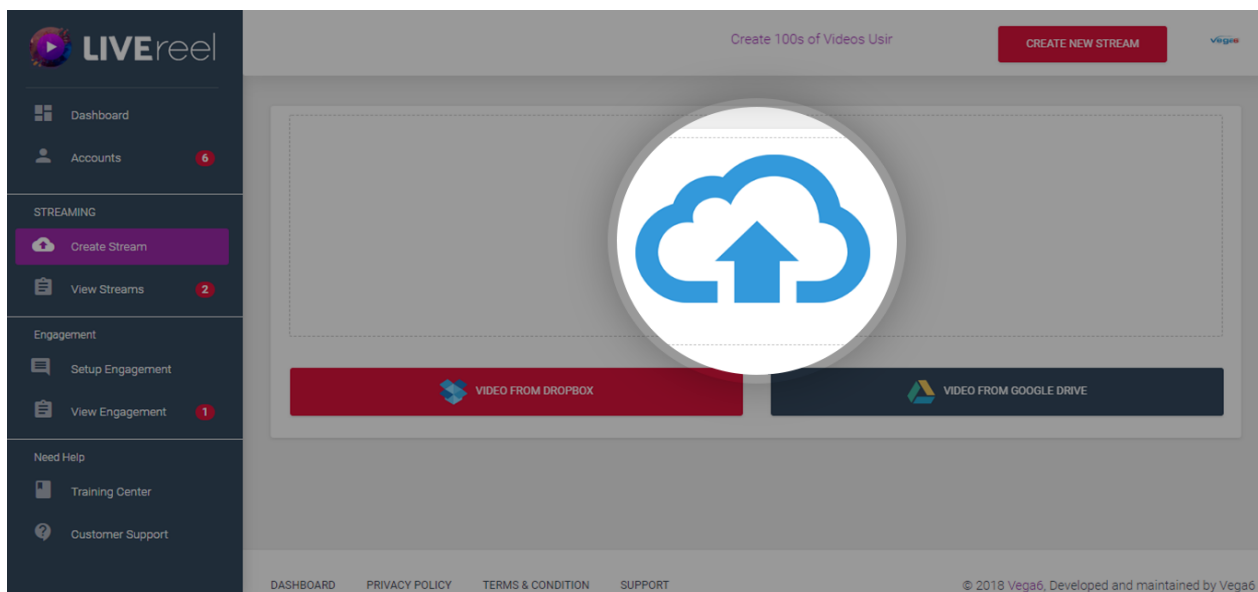 LIVEreel
Create 100s of Videos Usir
CREATE NEW STREAM
Vega6
Dashboard
Accounts 6
STREAMING
Create Stream
View Streams 2
Engagement
Setup Engagement
View Engagement 1
Need Help
Training Center
Customer Support
VIDEO FROM DROPBOX
VIDEO FROM GOOGLE DRIVE
DASHBOARD PRIVACY POLICY TERMS & CONDITION SUPPORT
© 2018 Vega6, Developed and maintained by Vega6